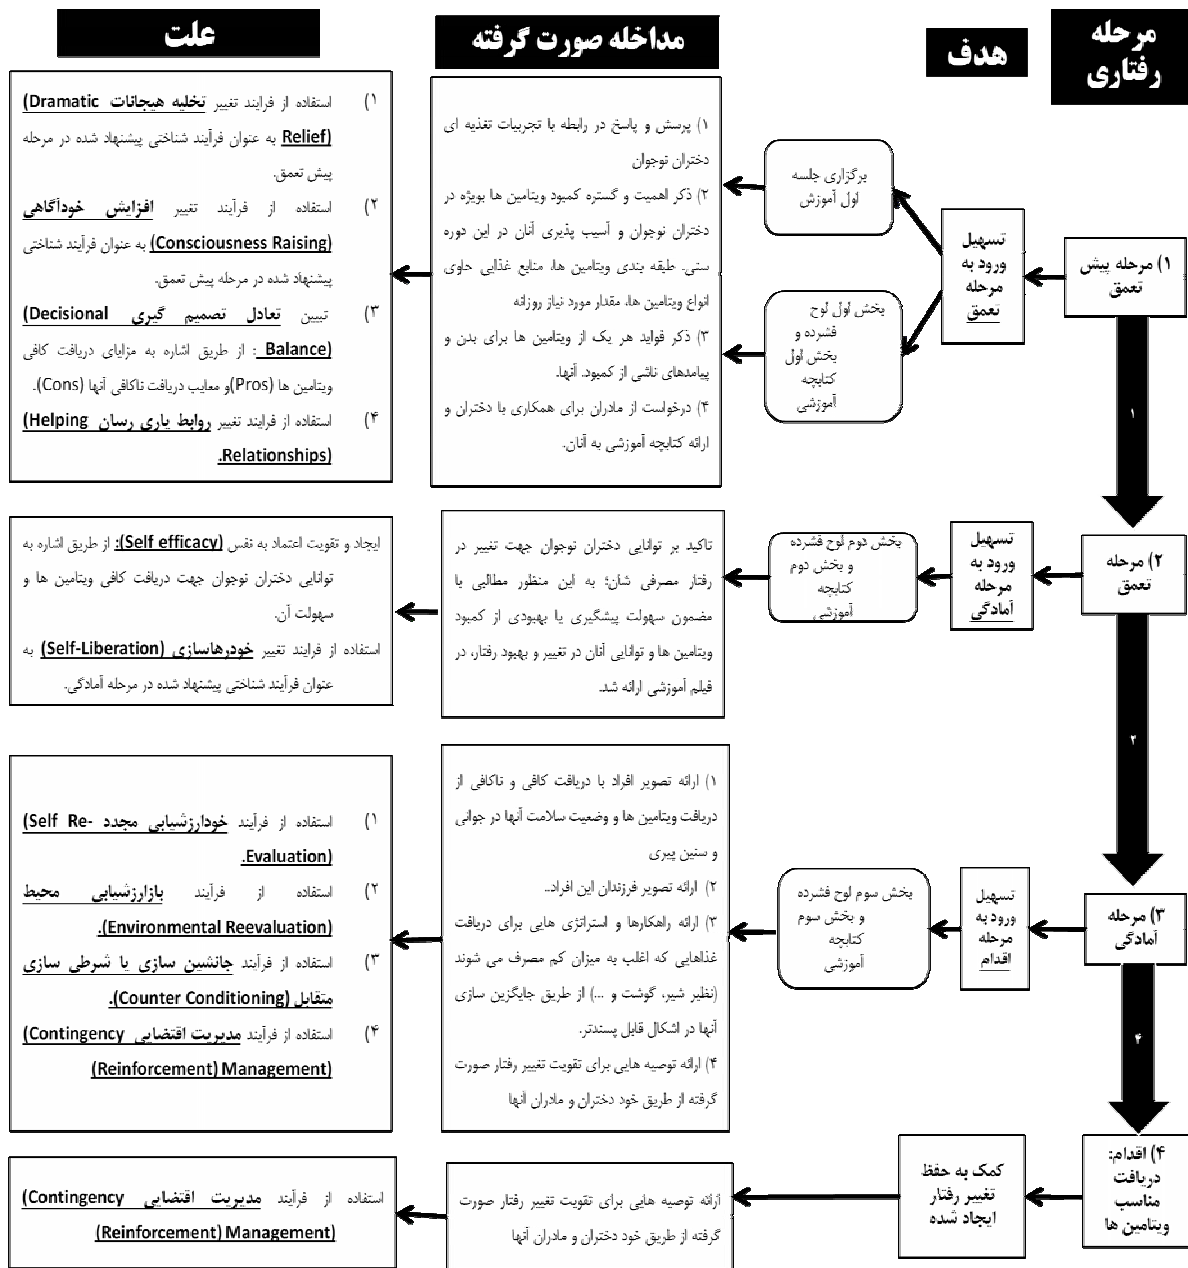 مرحله
رفتاری
هدف
مداخله صورت گرفته
علت
۱) مرحله پیش
تعمق
تسهیل
ورود به
مرحله
تعمق
برگزاری جلسه
اول آموزش
بخش اول لوح
فشرده و
بخش اول
کتابچه
آموزشی
۱) پرسش و پاسخ در رابطه با تجربیات تغذیه ای
دختران نوجوان
۲) ذکر اهمیت و گستره کمبود ویتامین ها بویژه در
دختران نوجوان و آسیب پذیری آنان در این دوره
سنی. طبقه بندی ویتامین ها، منابع غذایی حاوی
انواع ویتامین ها، مقدار مورد نیاز روزانه
۳) ذکر فواید هر یک از ویتامین ها برای بدن و
پیامدهای ناشی از کمبود. آنها.
۴) درخواست از مادران برای همکاری با دختران و
ارائه کتابچه آموزشی به آنان.
۱) استفاده از فرایند تغییر تخلیه هیجانات (Dramatic
Relief) به عنوان فرآیند شناختی پیشنهاد شده در مرحله
پیش تعمق.
۲) استفاده از فرآیند تغییر افزایش خودآگاهی
(Consciousness Raising) به عنوان فرآیند شناختی
پیشنهاد شده در مرحله پیش تعمق.
۳) تبیین تعادل تصمیم گیری (Decisional
Balance) : از طریق اشاره به مزایای دریافت کافی
ویتامین ها (Pros)و معایب دریافت ناکافی آنها (Cons).
۴) استفاده از فرایند تغییر روابط یاری رسان (Helping
Relationships).
۱
۲) مرحله
تعمق
تسهیل
ورود به
مرحله
آمادگی
بخش دوم لوح فشرده
و بخش دوم
کتابچه
آموزشی
تاکید بر توانایی دختران نوجوان جهت تغییر در
رفتار مصرفی شان؛ به این منظور مطالبی با
مضمون سهولت پیشگیری یا بهبودی از کمبود
ویتامین ها و توانایی آنان در تغییر و بهبود رفتار، در
فیلم آموزشی ارائه شد.
ایجاد و تقویت اعتماد به نفس (Self efficacy): از طریق اشاره به
توانایی دختران نوجوان جهت دریافت کافی ویتامین ها و
سهولت آن.
استفاده از فرایند تغییر خودرهاسازی (Self-Liberation) به
عنوان فرآیند شناختی پیشنهاد شده در مرحله آمادگی.
۳) مرحله
آمادگی
تسهیل
ورود به
مرحله
اقدام
بخش سوم لوح فشرده
و بخش سوم
کتابچه
آموزشی
۱) ارائه تصویر افراد با دریافت کافی و ناکافی از
دریافت ویتامین ها و وضعیت سلامت آنها در جوانی
و سنین پیری
۲) ارائه تصویر فرزندان این افراد..
۳) ارائه راهکارها و استراتژی هایی برای دریافت
غذاهایی که اغلب به میزان کم مصرف می شوند
(نظیر شیر، گوشت و ...) از طریق جایگزین سازی
آنها در اشکال قابل پسندتر.
۴) ارائه توصیه هایی برای تقویت تغییر رفتار صورت
گرفته از طریق خود دختران و مادران آنها
۱) استفاده از فرآیند خودارزشیابی مجدد (Self Re-
Evaluation).
۲) استفاده از فرآیند بازارزشیابی محیط
(Environmental Reevaluation).
۳) استفاده از فرآیند جانشین سازی یا شرطی سازی
متقابل (Counter Conditioning).
۴) استفاده از فرآیند مدیریت اقتضایی (Contingency
(Reinforcement) Management)
۴
۴) اقدام:
دریافت
مناسب
ویتامین ها
کمک به حفظ
تغییر رفتار
ایجاد شده
ارائه توصیه هایی برای تقویت تغییر رفتار صورت
گرفته از طریق خود دختران و مادران آنها
استفاده از فرآیند مدیریت اقتضایی (Contingency
(Reinforcement) Management)